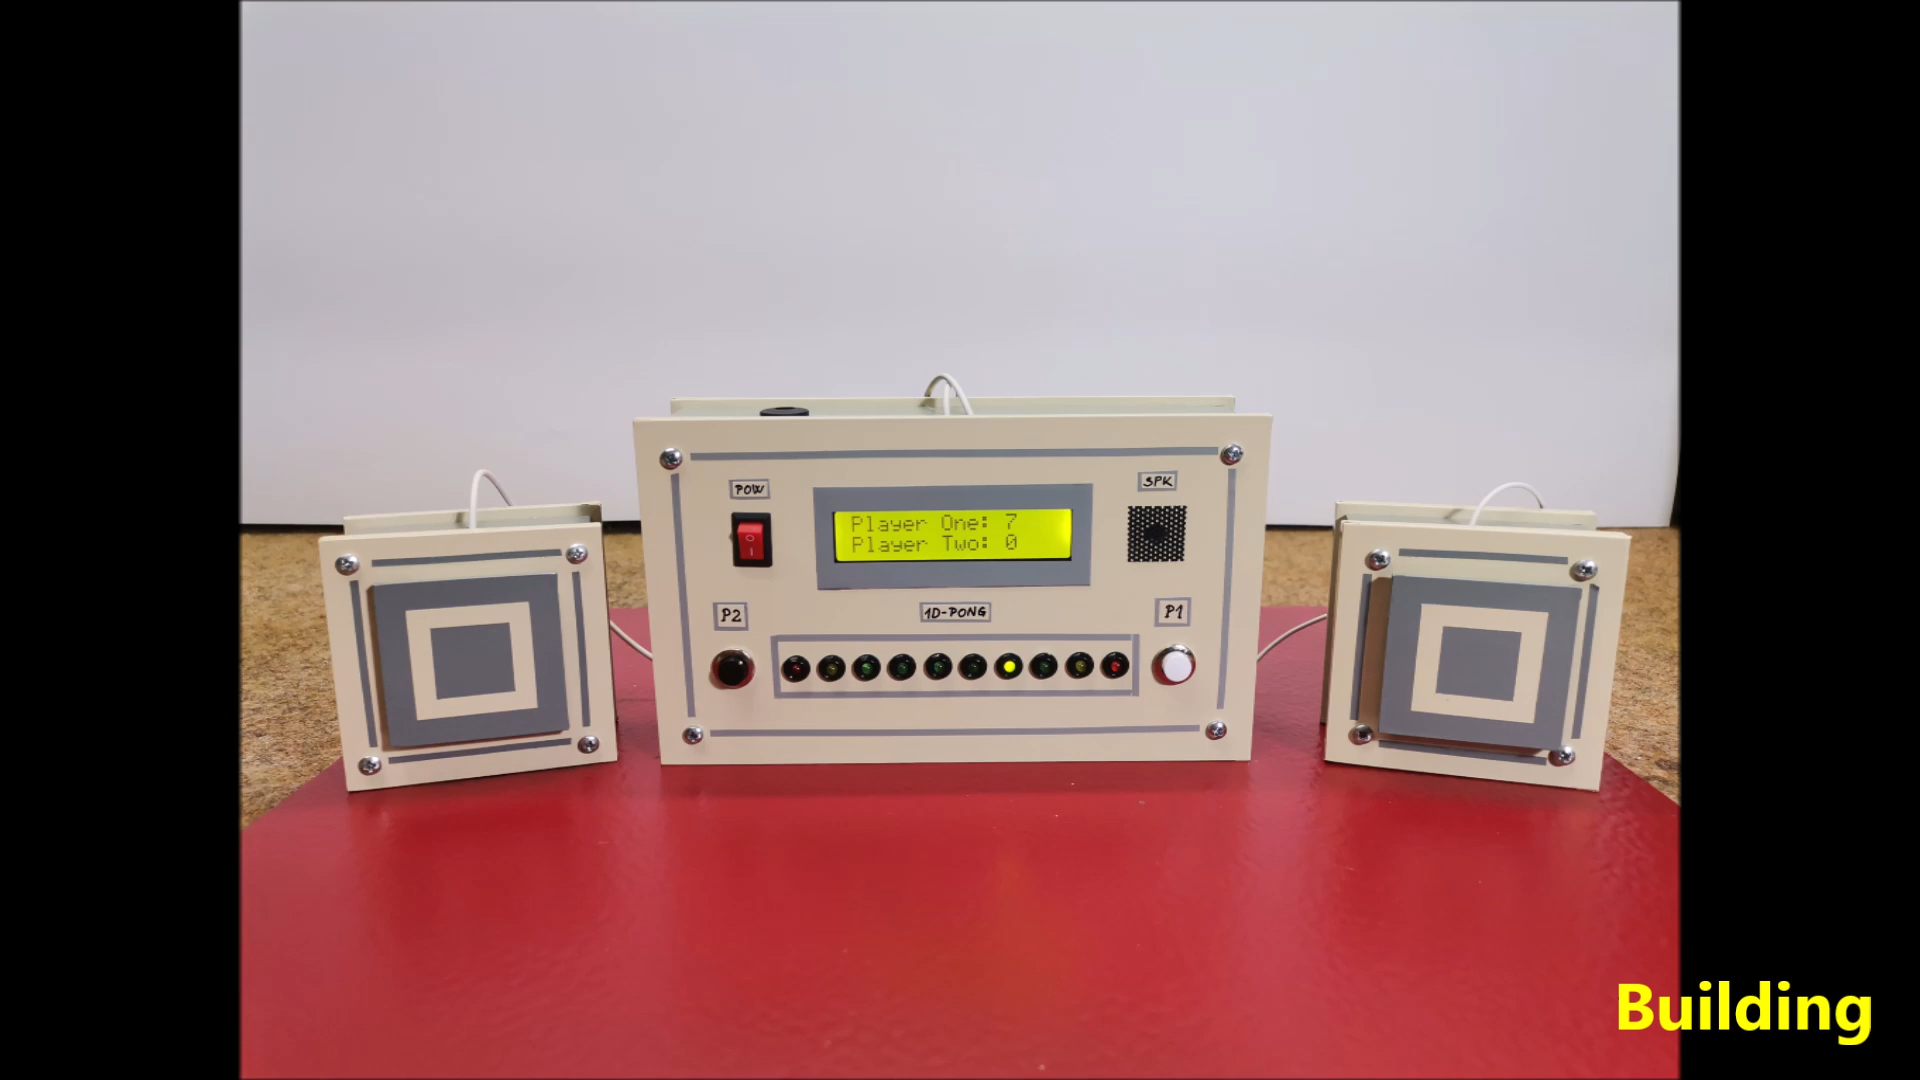 POW
SPK
Player One: 7
Player Two: 0
P2
1D-PONG
P1
Building